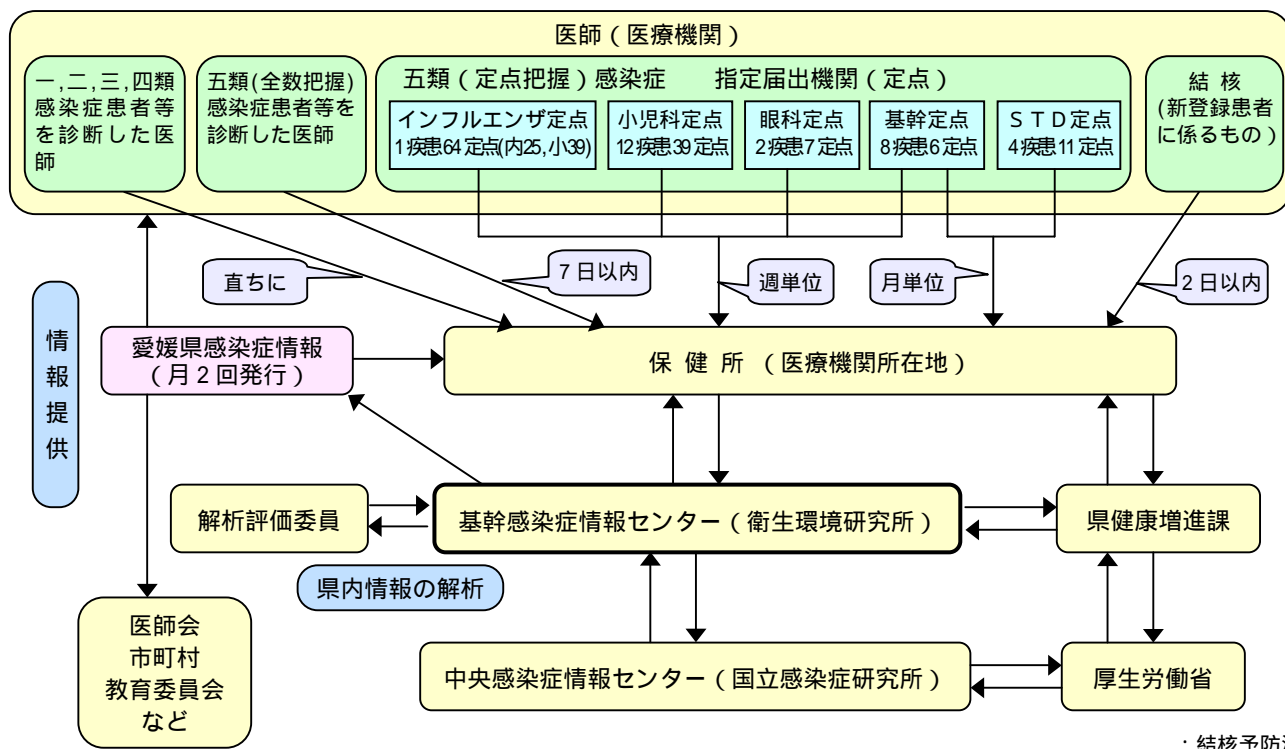 医師（医療機関）
一,二,三,四類
感染症患者等
を診断した医
師
五類(全数把握)
感染症患者等を
診断した医師
五類（定点把握）感染症　指定届出機関（定点）
インフルエンザ定点
1疾患64定点(内25,小39)
小児科定点
12疾患39定点
眼科定点
2疾患7定点
基幹定点
8疾患6定点
ＳＴＤ定点
4疾患11定点
結 核
(新登録患者
に係るもの）
直ちに
7日以内
週単位
月単位
2日以内
情報提供
愛媛県感染症情報
（月２回発行）
保 健 所 （医療機関所在地）
解析評価委員
基幹感染症情報センター（衛生環境研究所）
県健康増進課
県内情報の解析
医師会
市町村
教育委員会
など
中央感染症情報センター（国立感染症研究所）
厚生労働省
：結核予防